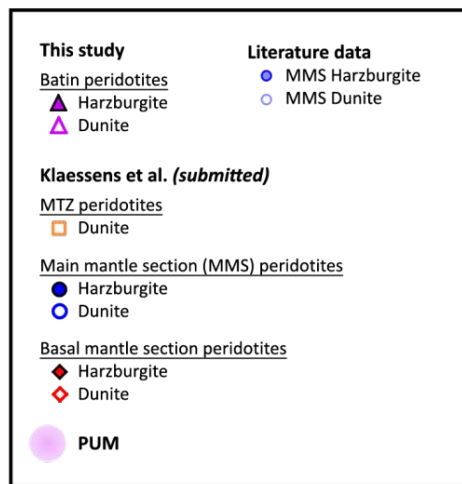 This study
Batin peridotites
Harzburgite
Dunite
Klaessens et al. (submitted)
MTZ peridotites
Dunite
Main mantle section (MMS) peridotites
Harzburgite
Dunite
Basal mantle section peridotites
Harzburgite
Dunite
PUM
Literature data
MMS Harzburgite
MMS Dunite